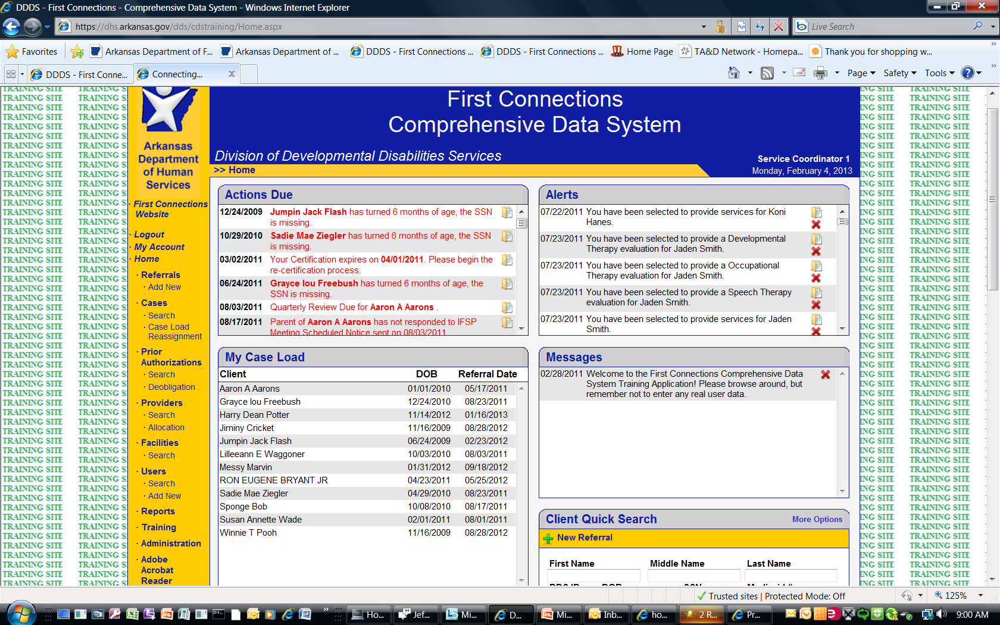 DDDS - First Connections - Comprehensive Data System - Windows Internet Explorer
https://dhs.arkansas.gov/dds/cdstraining/Home.aspx
Live Search
Favorites
Arkansas Department of F...
Arkansas Department of ...
DDDS - First Connections ...
DDDS - First Connections ...
Home Page
TA&D Network - Homepa...
Thank you for shopping w...
DDDS - First Conne...
Connecting...
Page
Safety
Tools
TRAINING SITE
Arkansas
Department
of Human
Services
First Connections
Comprehensive Data System
Division of Developmental Disabilities Services
Service Coordinator 1
>> Home
Monday, February 4, 2013
· First Connections
Website
· Logout
· My Account
· Home
· Referrals
· Add New
· Cases
· Search
· Case Load
Reassignment
· Prior
Authorizations
· Search
· Deobligation
· Providers
· Search
· Allocation
· Facilities
· Search
· Users
· Search
· Add New
· Reports
· Training
· Administration
· Adobe
Acrobat
Reader
Actions Due
12/24/2009 Jumpin Jack Flash has turned 6 months of age, the SSN
is missing.
10/29/2010 Sadie Mae Ziegler has turned 6 months of age, the SSN
is missing.
03/02/2011 Your Certification expires on 04/01/2011. Please begin the
re-certification process.
06/24/2011 Grayce lou Freebush has turned 6 months of age, the
SSN is missing.
08/03/2011 Quarterly Review Due for Aaron A Aarons .
08/17/2011 Parent of Aaron A Aarons has not responded to IFSP
Meeting Scheduled Notice sent on 08/03/2011
Alerts
07/22/2011 You have been selected to provide services for Koni
Hanes.
07/23/2011 You have been selected to provide a Developmental
Therapy evaluation for Jaden Smith.
07/23/2011 You have been selected to provide a Occupational
Therapy evaluation for Jaden Smith.
07/23/2011 You have been selected to provide a Speech Therapy
evaluation for Jaden Smith.
07/23/2011 You have been selected to provide services for Jaden
Smith.
My Case Load
Client DOB Referral Date
Aaron A Aarons 01/01/2010 05/17/2011
Grayce lou Freebush 12/24/2010 08/23/2011
Harry Dean Potter 11/14/2012 01/16/2013
Jiminy Cricket 11/16/2009 08/28/2012
Jumpin Jack Flash 06/24/2009 02/23/2012
Lilleeann E Waggoner 10/03/2010 08/03/2011
Messy Marvin 01/31/2012 09/18/2012
RON EUGENE BRYANT JR 04/23/2011 05/25/2012
Sadie Mae Ziegler 04/29/2010 08/23/2011
Sponge Bob 10/08/2010 08/17/2011
Susan Annette Wade 02/01/2011 08/01/2011
Winnie T Pooh 11/16/2009 08/28/2012
Messages
02/28/2011 Welcome to the First Connections Comprehensive Data
System Training Application! Please browse around, but
remember not to enter any real user data.
Client Quick Search
More Options
New Referral
First Name Middle Name Last Name
Trusted sites | Protected Mode: Off
125%
Ho...
Jef...
Mi...
D...
Mi...
Inb...
ho...
2 R...
Pr...
9:00 AM